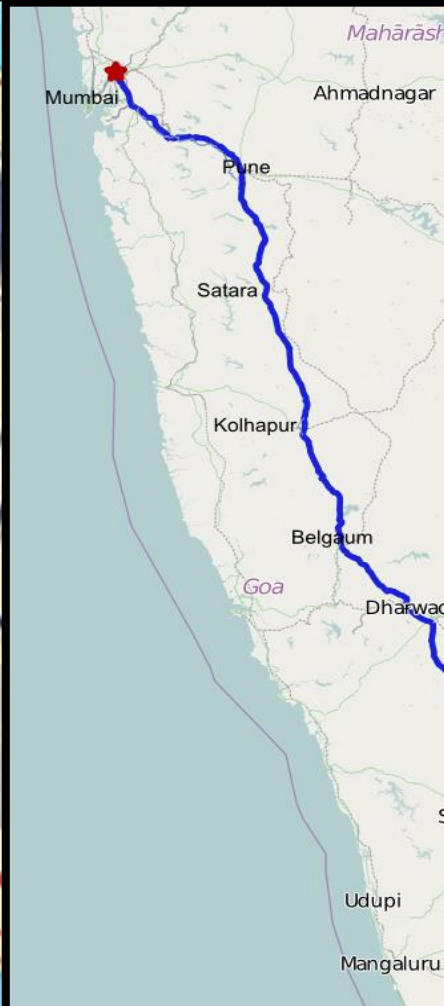 Mahārāsh
Mumbai
Ahmadnagar
Pune
Satara
Kolhapur
Belgaum
Goa
Dharwad
S
Udupi
Mangaluru